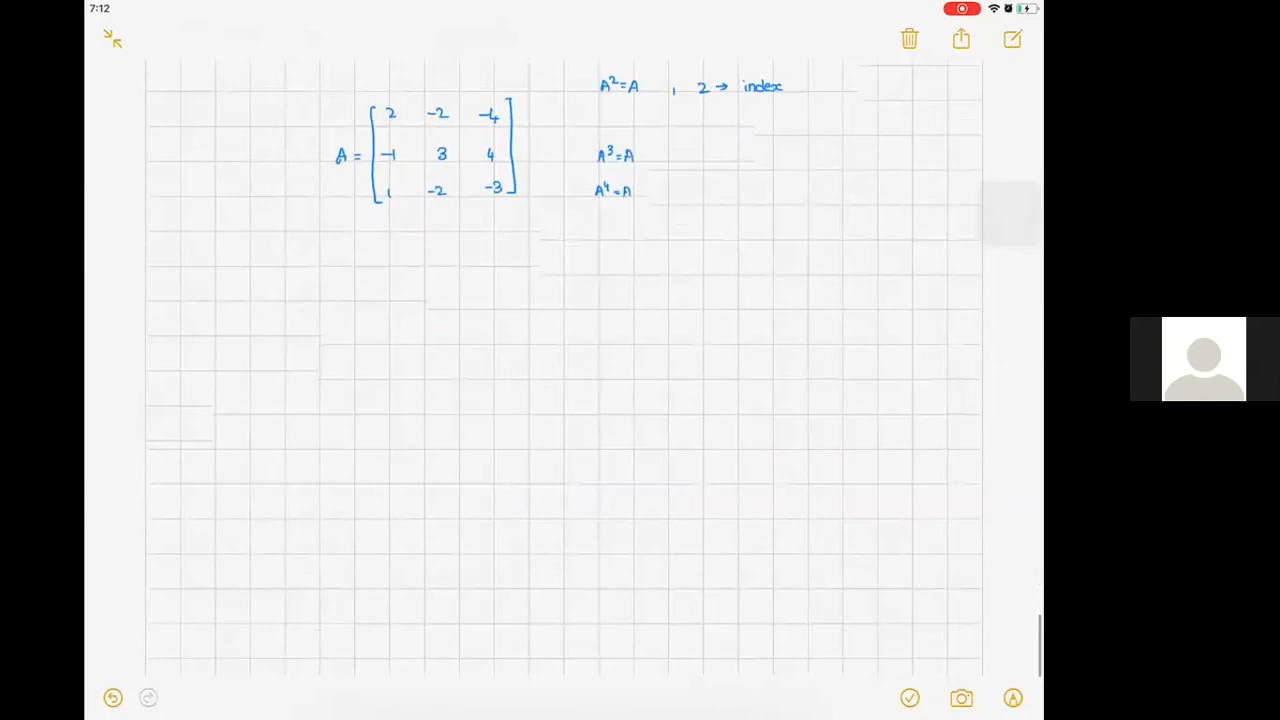 7:12
A²=A , 2 → index
2 -2 -4
A = -1 3 4
1 -2 -3
A³=A
A⁴=A